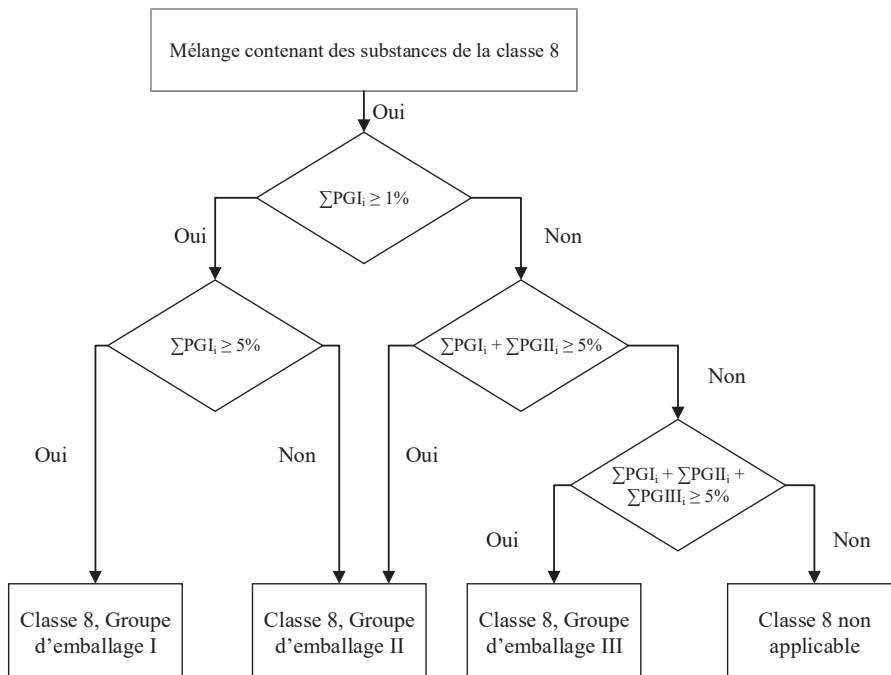 Mélange contenant des substances de la classe 8
Oui
∑PGIᵢ ≥ 1%
Oui
Non
∑PGIᵢ ≥ 5%
∑PGIᵢ + ∑PGIIᵢ ≥ 5%
Non
Oui
Non
Oui
∑PGIᵢ + ∑PGIIᵢ +
∑PGIIIᵢ ≥ 5%
Oui
Non
Classe 8, Groupe
d’emballage I
Classe 8, Groupe
d’emballage II
Classe 8, Groupe
d’emballage III
Classe 8 non
applicable